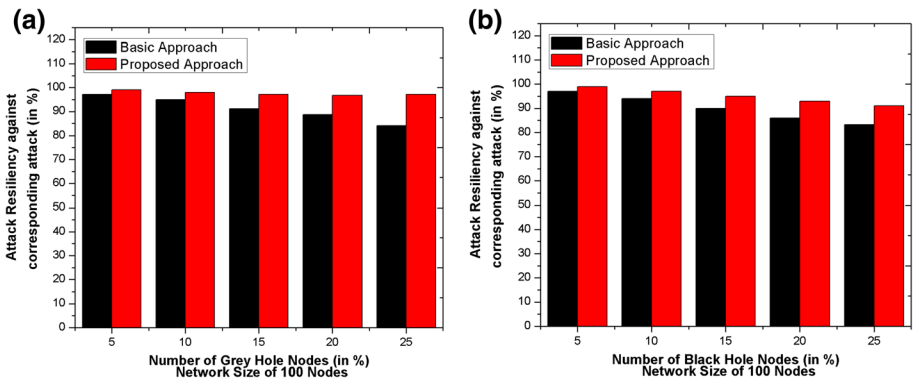 (a)
Basic Approach
Proposed Approach
Attack Resiliency against
corresponding attack (in %)
120
110
100
90
80
70
60
50
40
30
20
10
0
5 10 15 20 25
Number of Grey Hole Nodes (in %)
Network Size of 100 Nodes
(b)
Basic Approach
Proposed Approach
Attack Resiliency against
corresponding attack (in %)
120
110
100
90
80
70
60
50
40
30
20
10
0
5 10 15 20 25
Number of Black Hole Nodes (in %)
Network Size of 100 Nodes